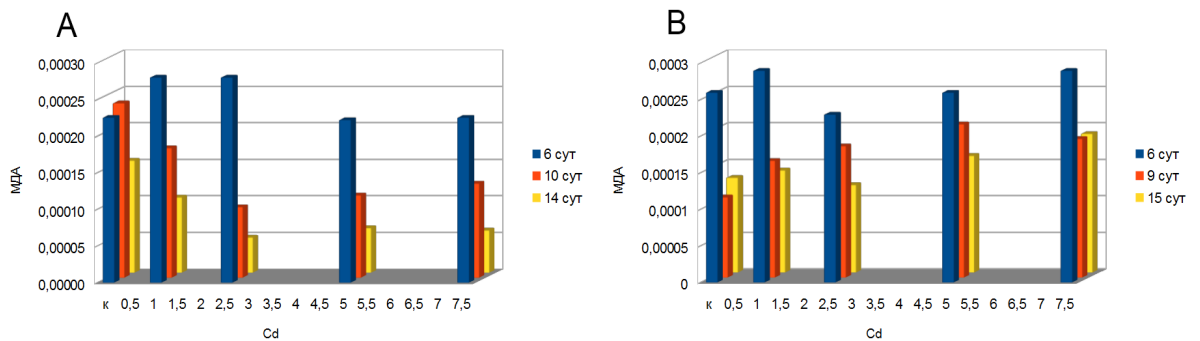 А
0,00030
0,00025
0,00020
0,00015
0,00010
0,00005
0,00000
МДА
к 0,5 1 1,5 2 2,5 3 3,5 4 4,5 5 5,5 6 6,5 7 7,5
Cd
6 сут
10 сут
14 сут
В
0,0003
0,00025
0,0002
0,00015
0,0001
0,00005
0
МДА
к 0,5 1 1,5 2 2,5 3 3,5 4 4,5 5 5,5 6 6,5 7 7,5
Cd
6 сут
9 сут
15 сут